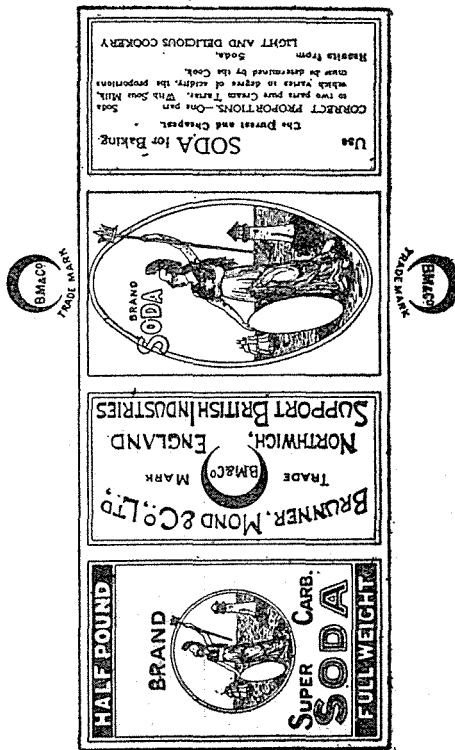 Use SODA for Baking.
The Purest and Cheapest.
CORRECT PROPORTIONS.—One part Soda
to two parts pure Cream Tartar. With Sour Milk,
which varies in degree of acidity, the proportions
must be determined by the Cook.
Results from Soda.
LIGHT AND DELICIOUS COOKERY
B.M&Cº
TRADE MARK
BRAND
SODA
B.M&Cº
TRADE MARK
BRUNNER, MOND & Cº, LTD,
TRADE B.M&Cº MARK
NORTHWICH, ENGLAND
SUPPORT BRITISH INDUSTRIES
HALF POUND
BRAND
SUPER CARB.
SODA
FULL WEIGHT